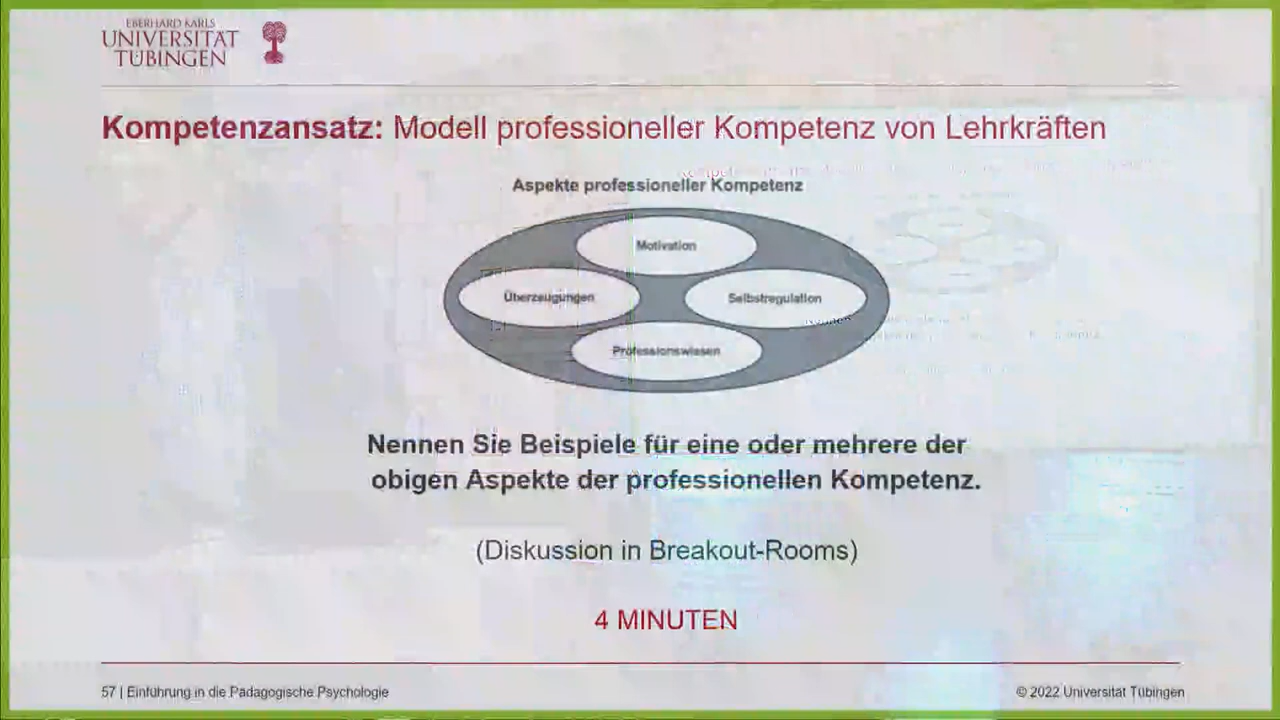 EBERHARD KARLS
UNIVERSITÄT
TÜBINGEN
Kompetenzansatz: Modell professioneller Kompetenz von Lehrkräften
Aspekte professioneller Kompetenz
Motivation
Überzeugungen
Selbstregulation
Professionswissen
Nennen Sie Beispiele für eine oder mehrere der
obigen Aspekte der professionellen Kompetenz.
(Diskussion in Breakout-Rooms)
4 MINUTEN
57 | Einführung in die Pädagogische Psychologie
© 2022 Universität Tübingen